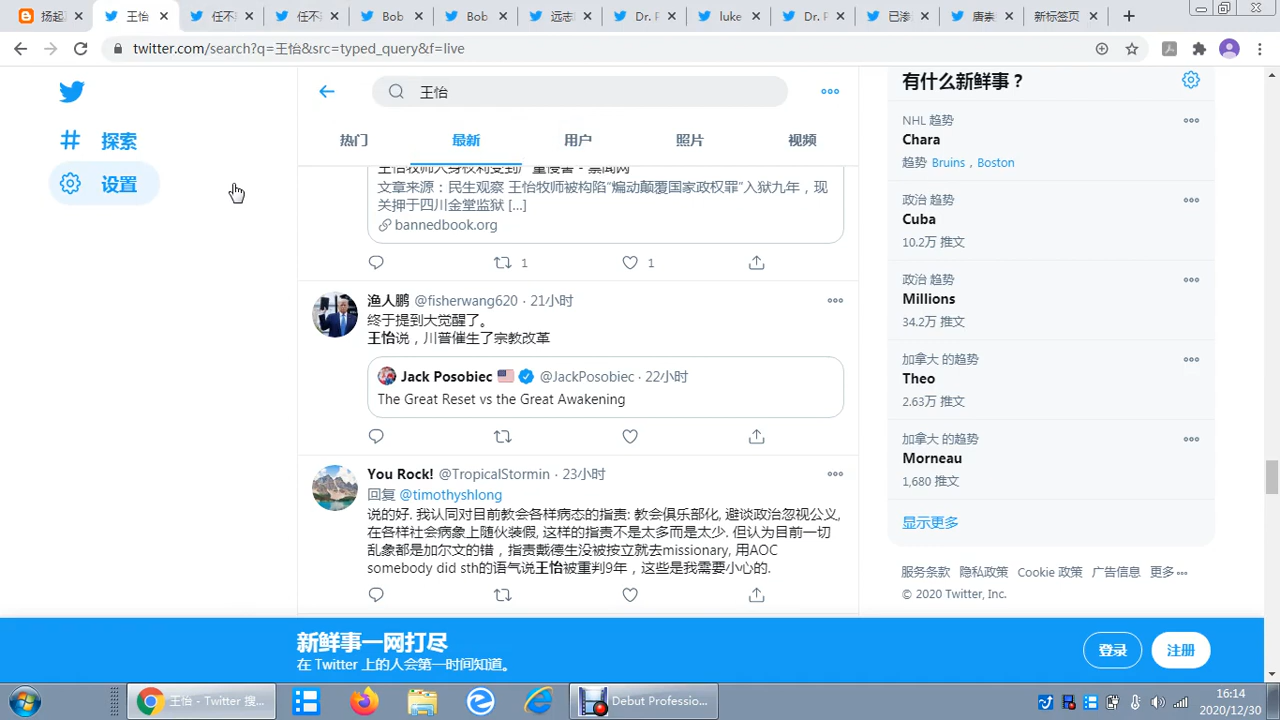 扬起
王怡
任不
任不
Bob
Bob
远志
Dr. F
luke
Dr. F
已涤
唐秦
新标签页
twitter.com/search?q=王怡&src=typed_query&f=live
探索
设置
王怡
热门
最新
用户
照片
视频
王怡牧师人身权利受到严重侵害 - 禁闻网
文章来源：民生观察 王怡牧师被构陷“煽动颠覆国家政权罪”入狱九年，现
关押于四川金堂监狱 [...]
bannedbook.org
1
1
渔人鹏 @fisherwang620 · 21小时
终于提到大觉醒了。
王怡说，川普催生了宗教改革
Jack Posobiec @JackPosobiec · 22小时
The Great Reset vs the Great Awakening
You Rock! @TropicalStormin · 23小时
回复 @timothyshlong
说的好. 我认同对目前教会各样病态的指责: 教会俱乐部化, 避谈政治忽视公义,
在各样社会病象上随伙装假, 这样的指责不是太多而是太少. 但认为目前一切
乱象都是加尔文的错，指责戴德生没被按立就去missionary, 用AOC
somebody did sth的语气说王怡被重判9年，这些是我需要小心的.
有什么新鲜事？
NHL 趋势
Chara
趋势 Bruins，Boston
政治 趋势
Cuba
10.2万 推文
政治 趋势
Millions
34.2万 推文
加拿大 的趋势
Theo
2.63万 推文
加拿大 的趋势
Morneau
1,680 推文
显示更多
服务条款 隐私政策 Cookie 政策 广告信息 更多
© 2020 Twitter, Inc.
新鲜事一网打尽
在 Twitter 上的人会第一时间知道。
登录
注册
王怡 - Twitter 搜...
Debut Professio...
16:14
2020/12/30